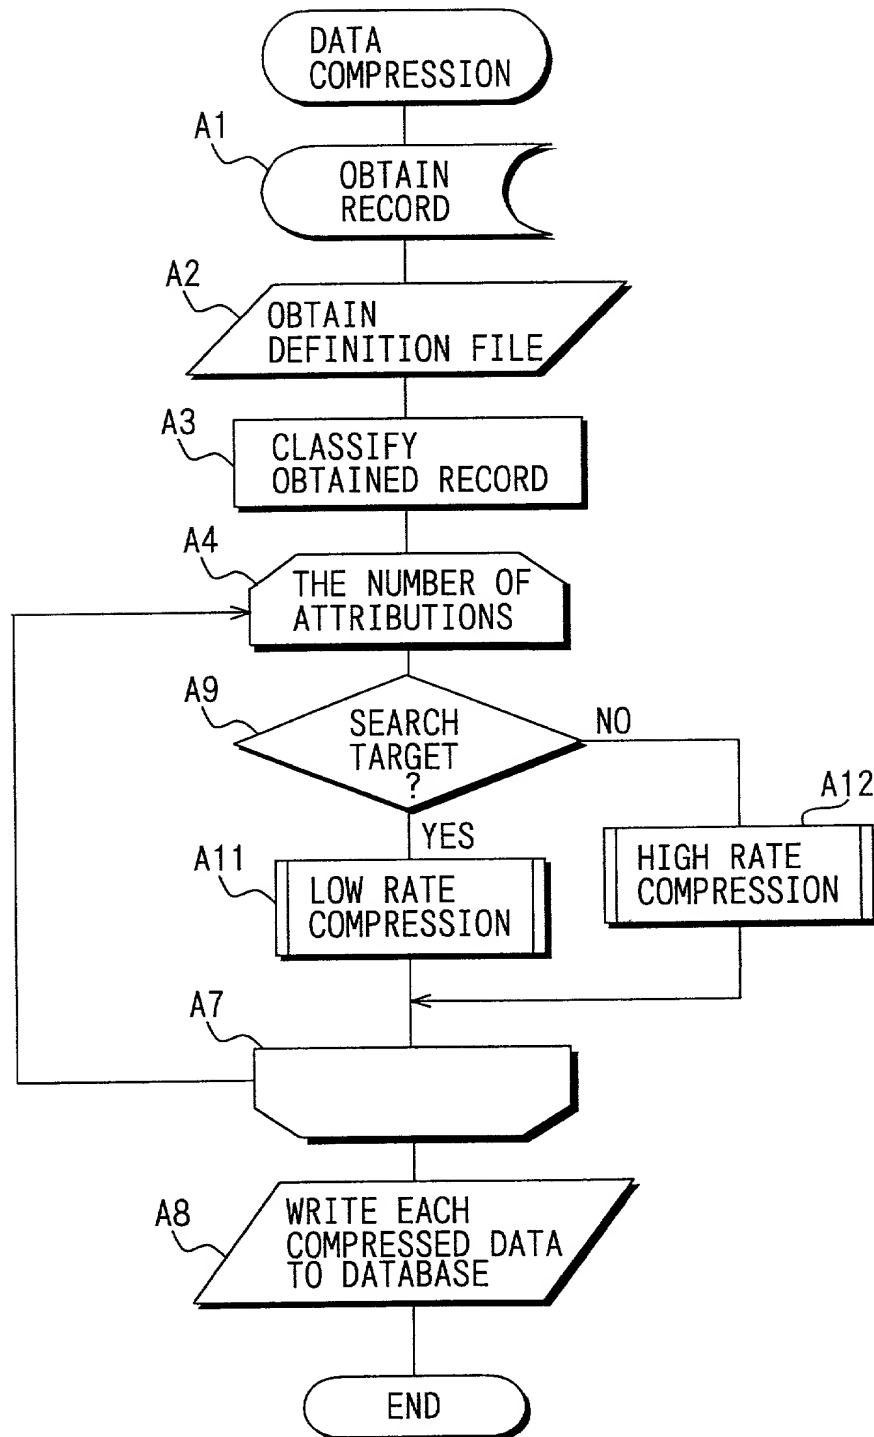 DATA
COMPRESSION
A1
OBTAIN
RECORD
A2
OBTAIN
DEFINITION FILE
A3
CLASSIFY
OBTAINED RECORD
A4
THE NUMBER OF
ATTRIBUTIONS
A9
SEARCH
TARGET
?
NO
YES
A12
HIGH RATE
COMPRESSION
A11
LOW RATE
COMPRESSION
A7
A8
WRITE EACH
COMPRESSED DATA
TO DATABASE
END